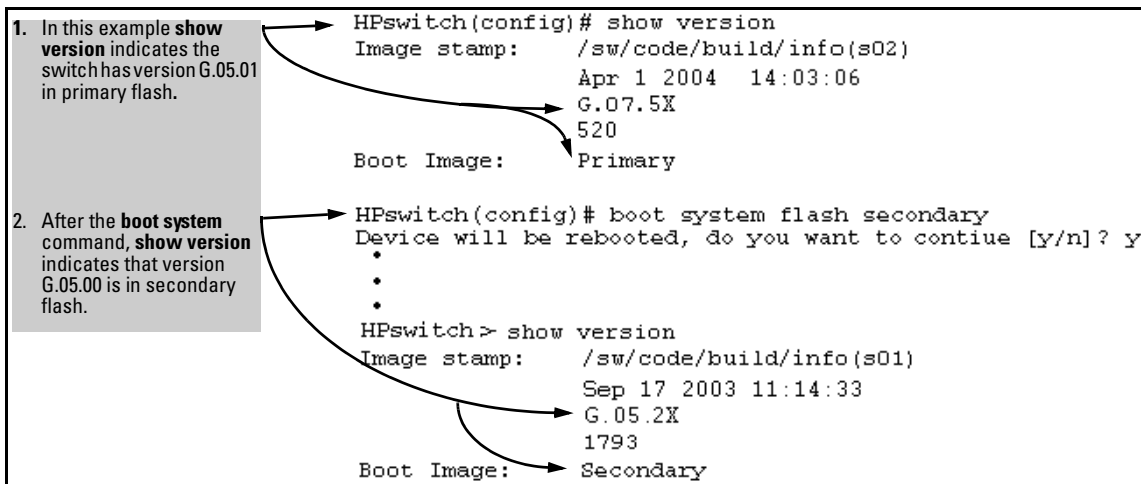 1. In this example show
version indicates the
switch has version G.05.01
in primary flash.
HPswitch(config)# show version
Image stamp: /sw/code/build/info(s02)
Apr 1 2004 14:03:06
G.07.5X
520
Boot Image: Primary
2. After the boot system
command, show version
indicates that version
G.05.00 is in secondary
flash.
HPswitch(config)# boot system flash secondary
Device will be rebooted, do you want to contiue [y/n]? y
HPswitch> show version
Image stamp: /sw/code/build/info(s01)
Sep 17 2003 11:14:33
G.05.2X
1793
Boot Image: Secondary